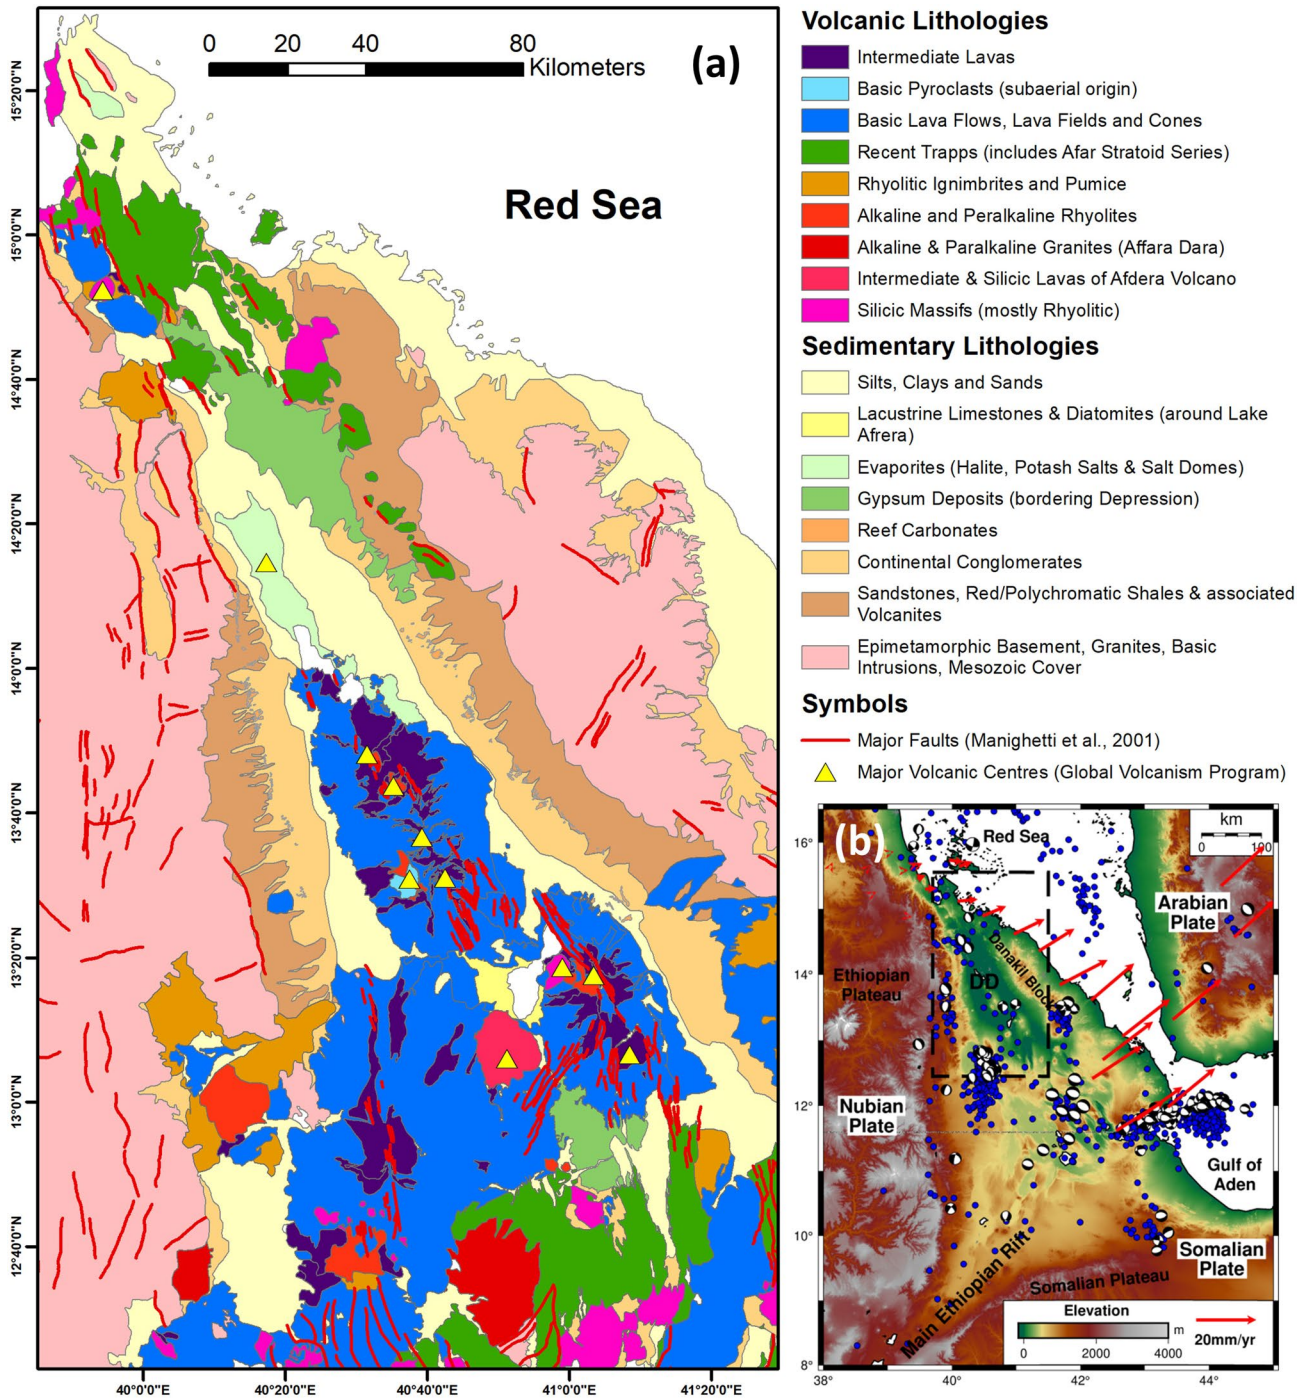 0 20 40 80
Kilometers
(a)
Red Sea
15°20'0"N
15°0'0"N
14°40'0"N
14°20'0"N
14°0'0"N
13°40'0"N
13°20'0"N
13°0'0"N
12°40'0"N
40°0'0"E 40°20'0"E 40°40'0"E 41°0'0"E 41°20'0"E
Volcanic Lithologies
Intermediate Lavas
Basic Pyroclasts (subaerial origin)
Basic Lava Flows, Lava Fields and Cones
Recent Trapps (includes Afar Stratoid Series)
Rhyolitic Ignimbrites and Pumice
Alkaline and Peralkaline Rhyolites
Alkaline & Paralkaline Granites (Affara Dara)
Intermediate & Silicic Lavas of Afdera Volcano
Silicic Massifs (mostly Rhyolitic)
Sedimentary Lithologies
Silts, Clays and Sands
Lacustrine Limestones & Diatomites (around Lake
Afrera)
Evaporites (Halite, Potash Salts & Salt Domes)
Gypsum Deposits (bordering Depression)
Reef Carbonates
Continental Conglomerates
Sandstones, Red/Polychromatic Shales & associated
Volcanites
Epimetamorphic Basement, Granites, Basic
Intrusions, Mesozoic Cover
Symbols
Major Faults (Manighetti et al., 2001)
Major Volcanic Centres (Global Volcanism Program)
(b)
Red Sea
km
0 100
Arabian
Plate
Ethiopian
Plateau
DD
Danakil Block
Nubian
Plate
Gulf of
Aden
Somalian
Plate
Somalian Plateau
Main Ethiopian Rift
Elevation
m
0 2000 4000
20mm/yr
16°
14°
12°
10°
8°
38° 40° 42° 44°